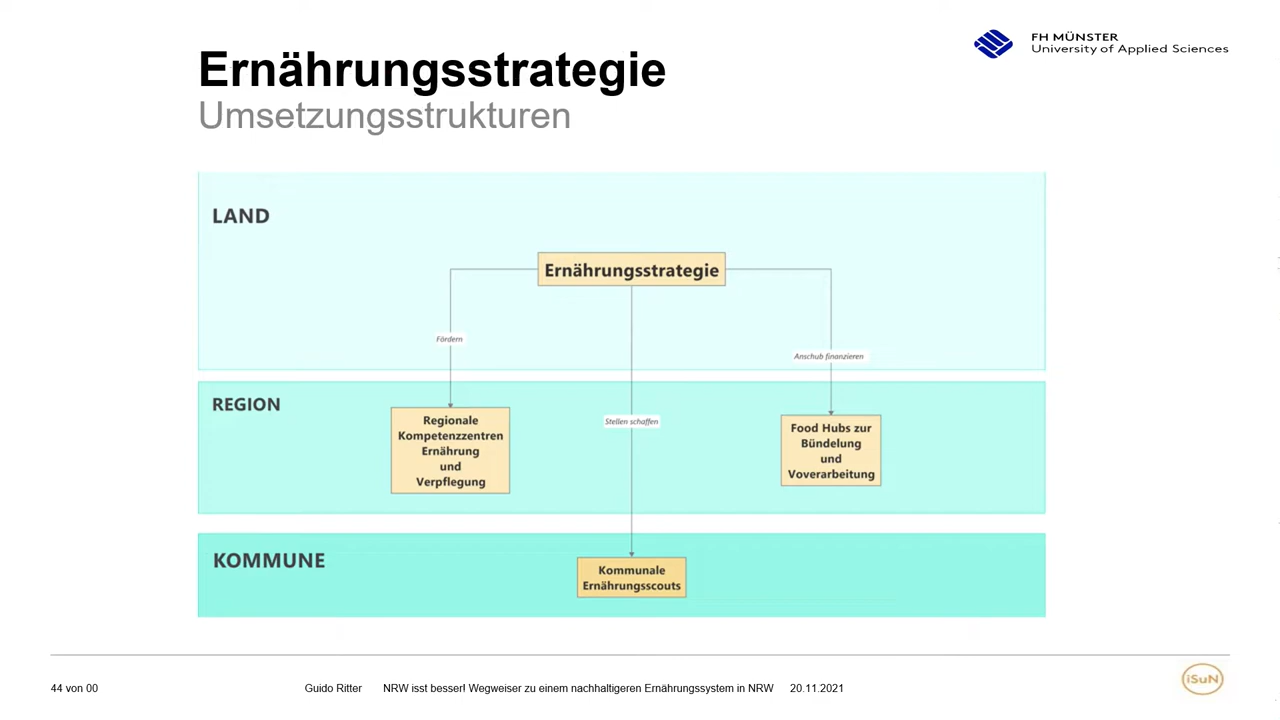 FH MÜNSTER
University of Applied Sciences
Ernährungsstrategie
Umsetzungsstrukturen
LAND
Ernährungsstrategie
Fördern
Anschub finanzieren
REGION
Regionale
Kompetenzzentren
Ernährung
und
Verpflegung
Stellen schaffen
Food Hubs zur
Bündelung
und
Voverarbeitung
KOMMUNE
Kommunale
Ernährungsscouts
44 von 00
Guido Ritter
NRW isst besser! Wegweiser zu einem nachhaltigeren Ernährungssystem in NRW
20.11.2021
iSuN